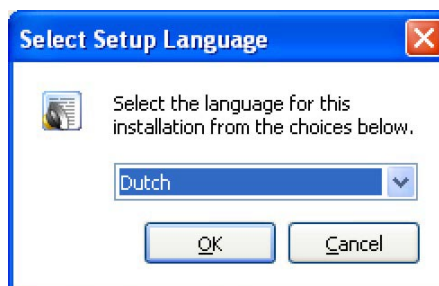 Select Setup Language
Select the language for this
installation from the choices below.
Dutch
OK
Cancel